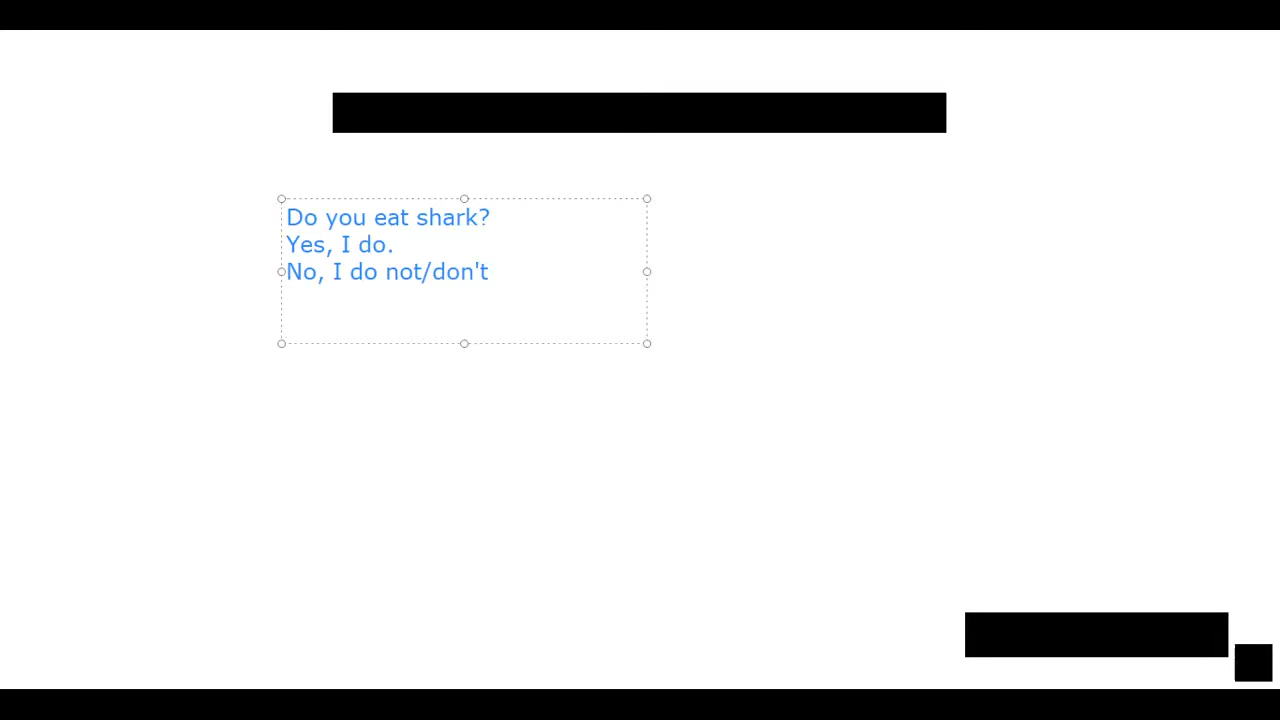 Do you eat shark?
Yes, I do.
No, I do not/don't